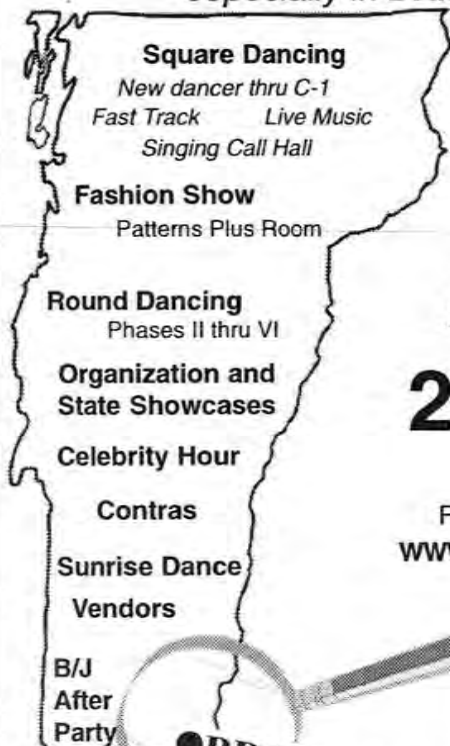 Square Dancing
New dancer thru C-1
Fast Track Live Music
Singing Call Hall
Fashion Show
Patterns Plus Room
Round Dancing
Phases II thru VI
Organization and
State Showcases
2
Celebrity Hour
Contras
Sunrise Dance
Vendors
B/J
After
Party